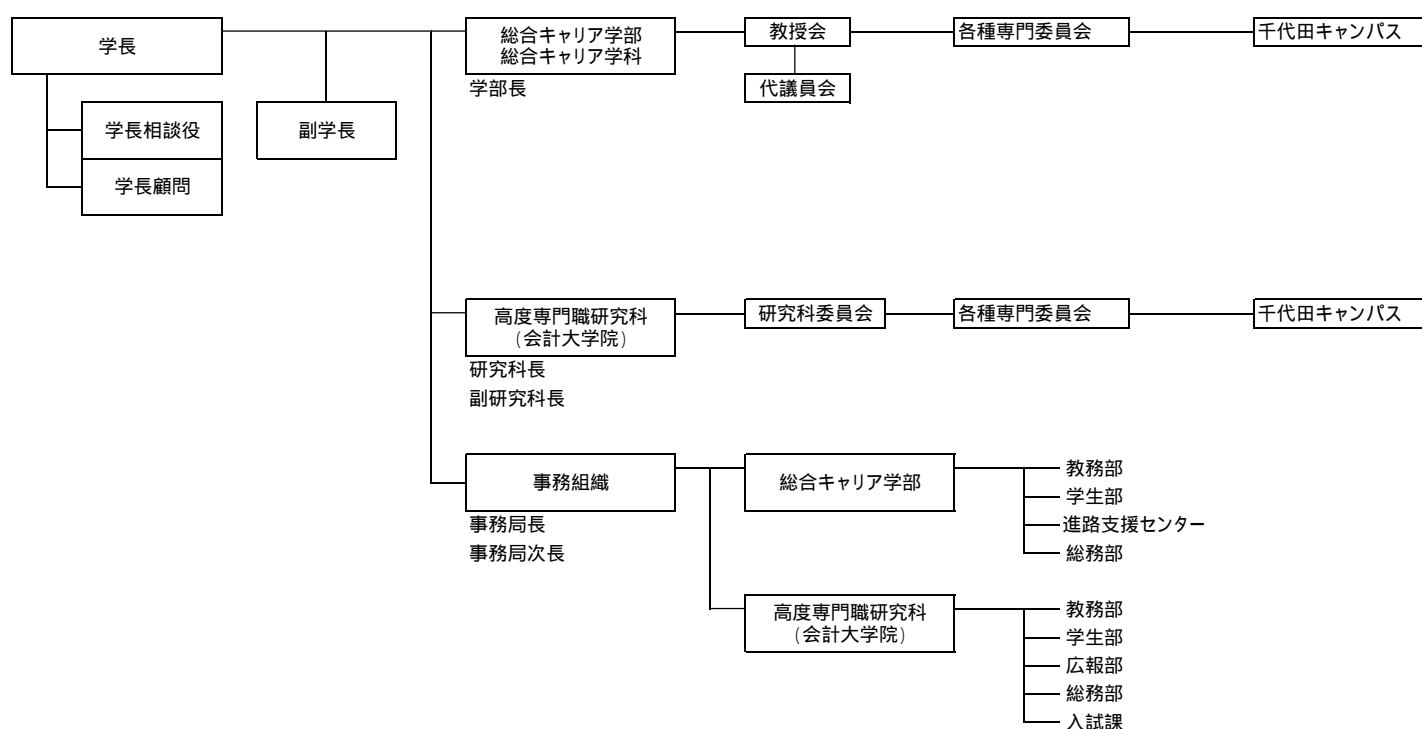 学長
総合キャリア学部
総合キャリア学科
教授会
各種専門委員会
千代田キャンパス
学部長
代議員会
学長相談役
副学長
学長顧問
高度専門職研究科
(会計大学院)
研究科委員会
各種専門委員会
千代田キャンパス
研究科長
副研究科長
事務組織
総合キャリア学部
教務部
学生部
進路支援センター
総務部
事務局長
事務局次長
高度専門職研究科
(会計大学院)
教務部
学生部
広報部
総務部
入試課